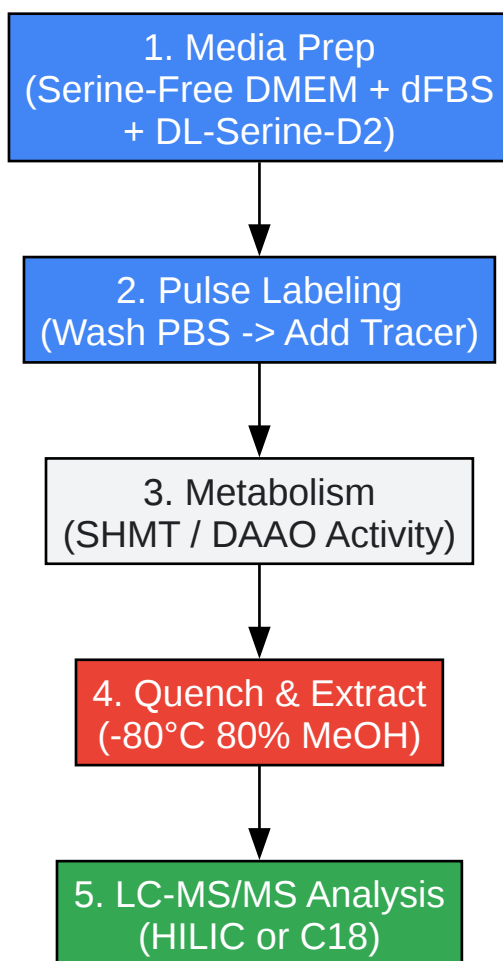 1. Media Prep
(Serine-Free DMEM + dFBS
+ DL-Serine-D2)
2. Pulse Labeling
(Wash PBS -> Add Tracer)
3. Metabolism
(SHMT / DAAO Activity)
4. Quench & Extract
(-80°C 80% MeOH)
5. LC-MS/MS Analysis
(HILIC or C18)